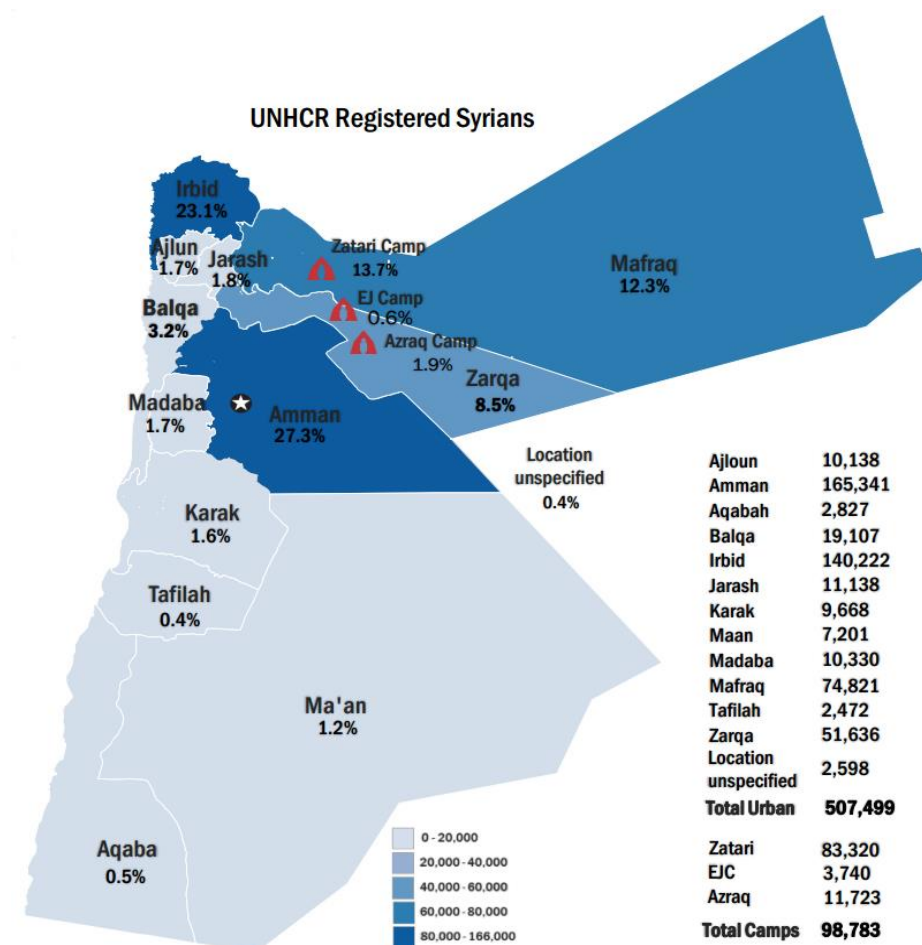 UNHCR Registered Syrians
Irbid
23.1%
Ajlun
1.7%
Jarash
1.8%
Zatari Camp
13.7%
Mafraq
12.3%
EJ Camp
0.6%
Balqa
3.2%
Azraq Camp
1.9%
Zarqa
8.5%
Madaba
1.7%
Amman
27.3%
Location
unspecified
0.4%
Karak
1.6%
Tafilah
0.4%
Ma'an
1.2%
Aqaba
0.5%
0 - 20,000
20,000 - 40,000
40,000 - 60,000
60,000 - 80,000
80,000 - 166,000
Ajloun 10,138
Amman 165,341
Aqabah 2,827
Balqa 19,107
Irbid 140,222
Jarash 11,138
Karak 9,668
Maan 7,201
Madaba 10,330
Mafraq 74,821
Tafilah 2,472
Zarqa 51,636
Location
unspecified 2,598
Total Urban 507,499
Zatari 83,320
EJC 3,740
Azraq 11,723
Total Camps 98,783